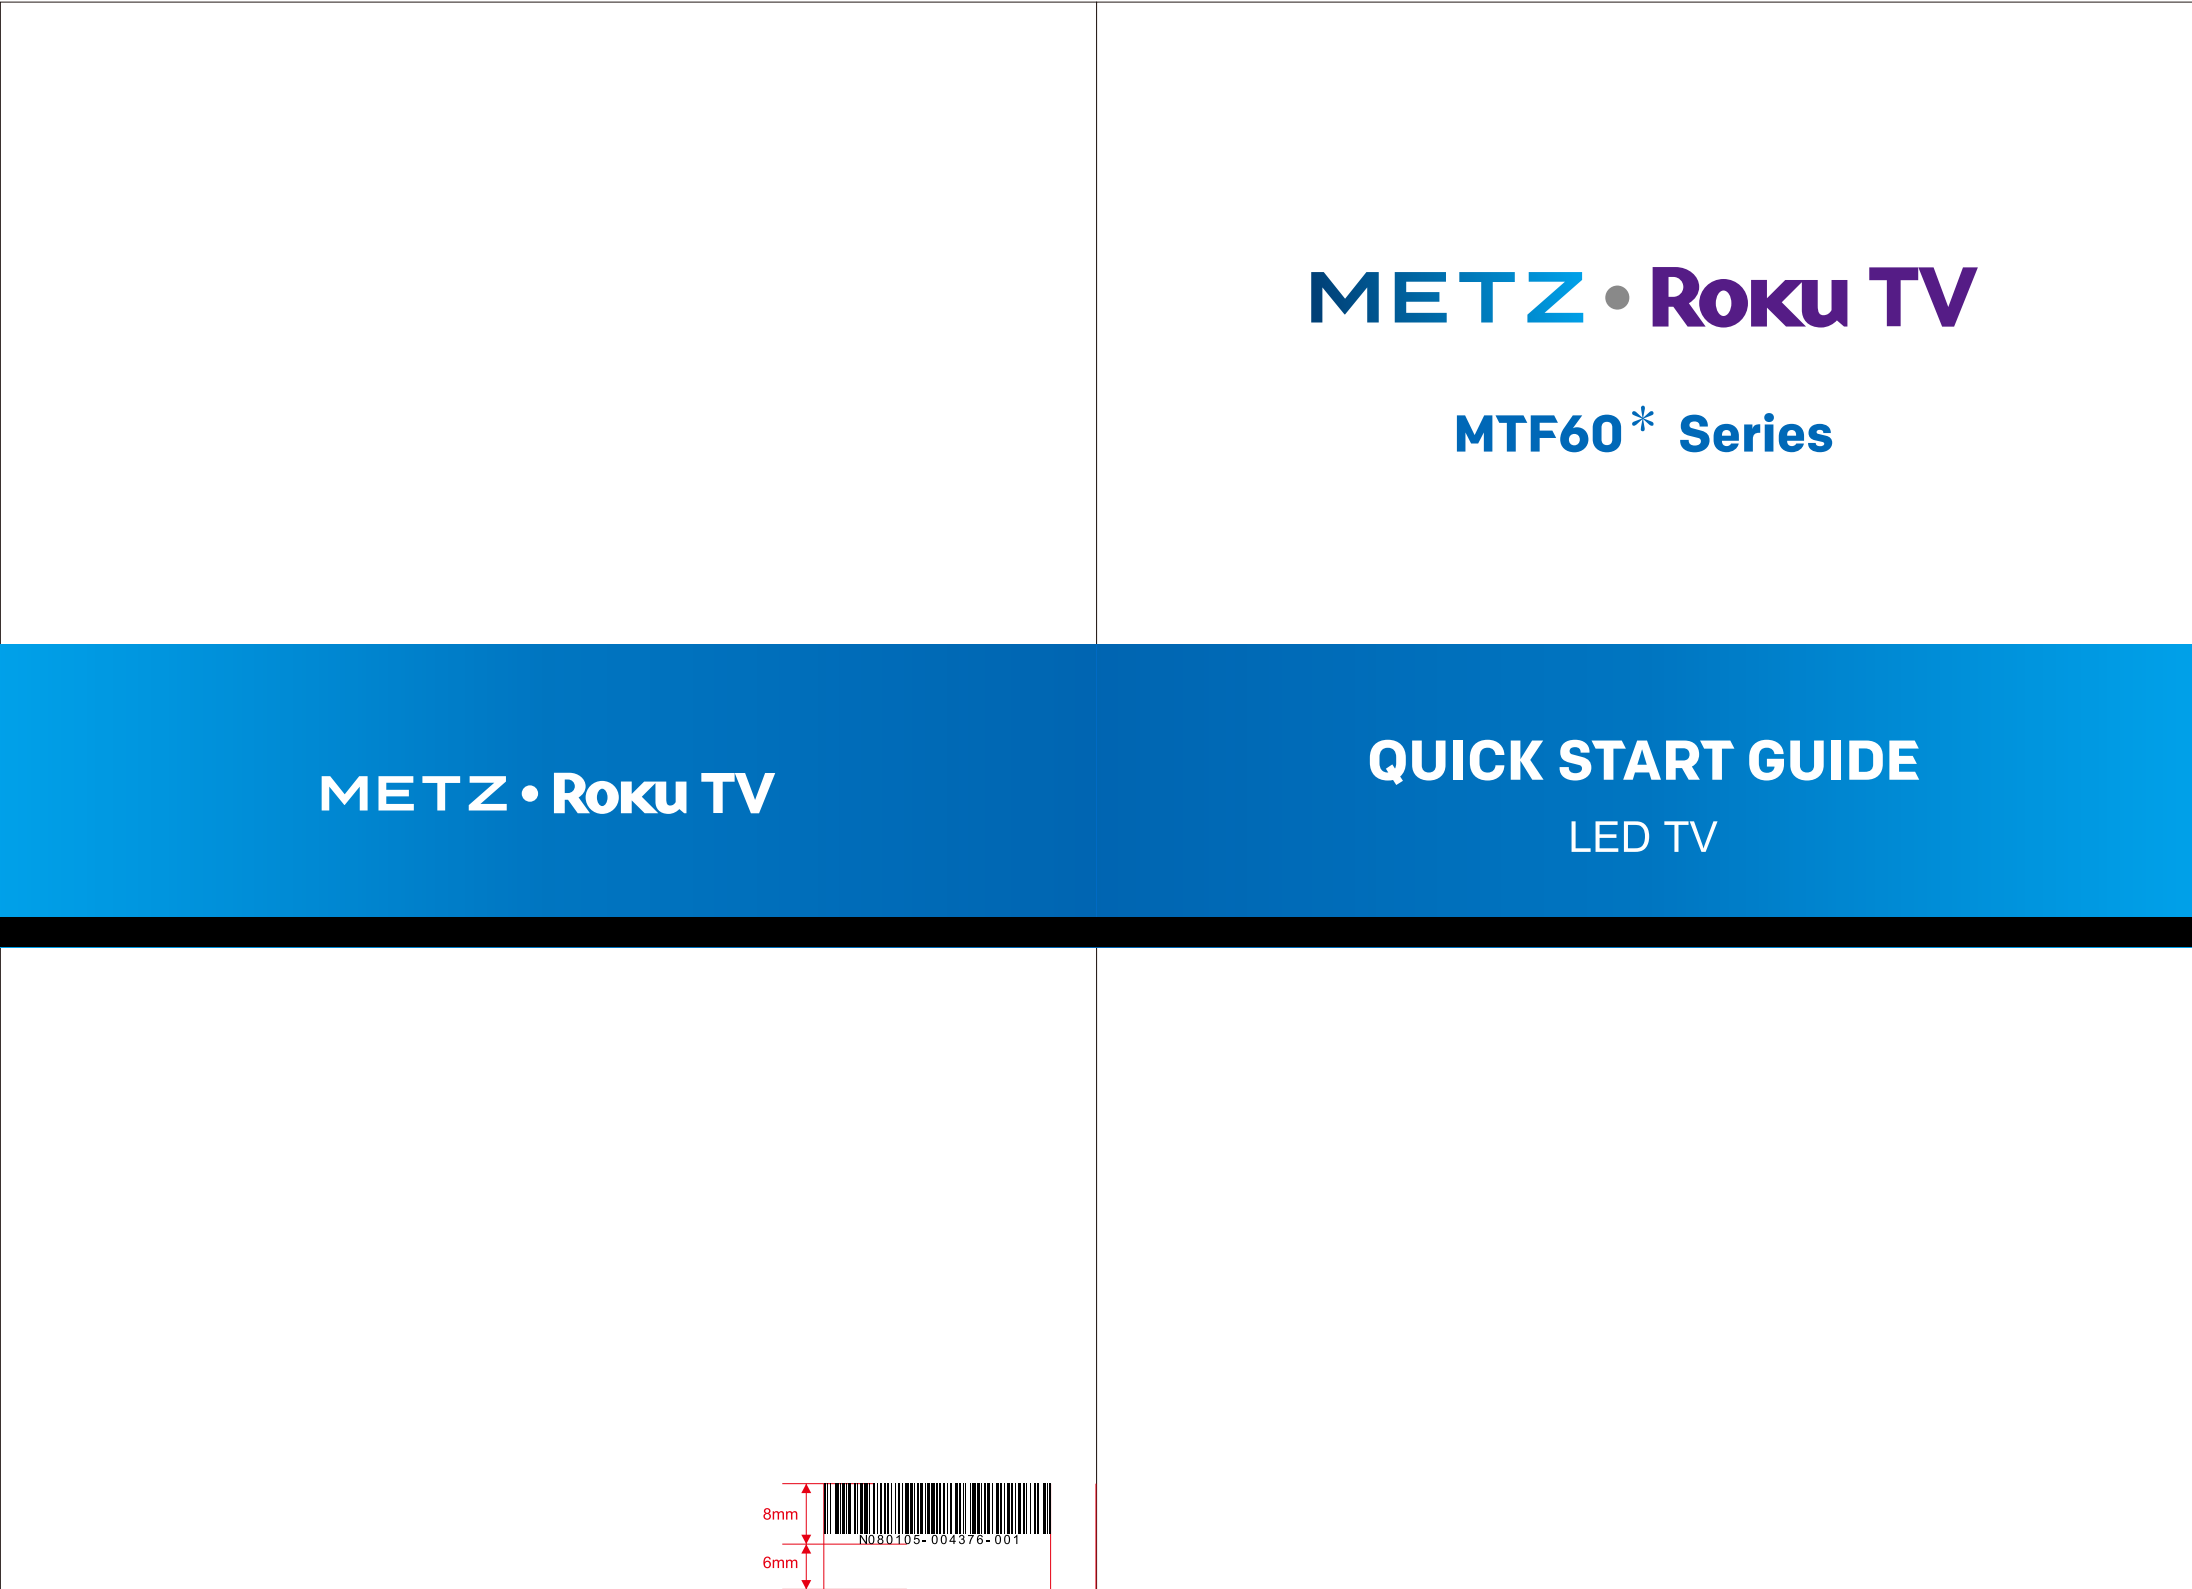 METZ • Roku TV
MTF60* Series
METZ • Roku TV
QUICK START GUIDE
LED TV
8mm
N080105-004376-001
6mm